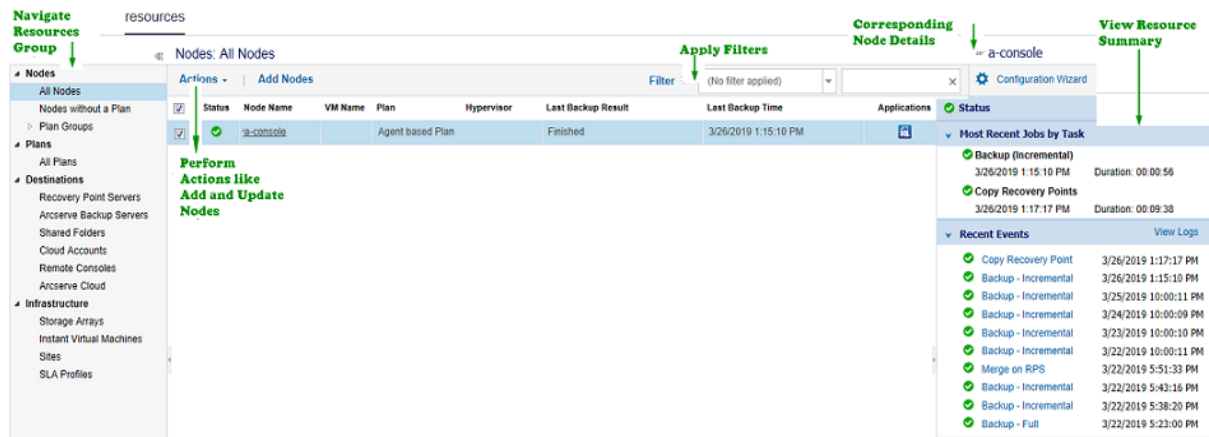 Navigate
Resources
Group
resources
Corresponding
Node Details
View Resource
Summary
Apply Filters
Nodes: All Nodes
a-console
Nodes
All Nodes
Nodes without a Plan
Plan Groups
Plans
All Plans
Destinations
Recovery Point Servers
Arcserve Backup Servers
Shared Folders
Cloud Accounts
Remote Consoles
Arcserve Cloud
Infrastructure
Storage Arrays
Instant Virtual Machines
Sites
SLA Profiles
Actions | Add Nodes
Filter (No filter applied)
Status Node Name VM Name Plan Hypervisor Last Backup Result Last Backup Time Applications
a-console Agent based Plan Finished 3/26/2019 1:15:10 PM
Perform
Actions like
Add and Update
Nodes
Configuration Wizard
Status
Most Recent Jobs by Task
Backup (Incremental)
3/26/2019 1:15:10 PM Duration: 00:00:56
Copy Recovery Points
3/26/2019 1:17:17 PM Duration: 00:09:38
Recent Events View Logs
Copy Recovery Point 3/26/2019 1:17:17 PM
Backup - Incremental 3/26/2019 1:15:10 PM
Backup - Incremental 3/25/2019 10:00:11 PM
Backup - Incremental 3/24/2019 10:00:09 PM
Backup - Incremental 3/23/2019 10:00:10 PM
Backup - Incremental 3/22/2019 10:00:11 PM
Merge on RPS 3/22/2019 5:51:33 PM
Backup - Incremental 3/22/2019 5:43:16 PM
Backup - Incremental 3/22/2019 5:38:20 PM
Backup - Full 3/22/2019 5:23:00 PM